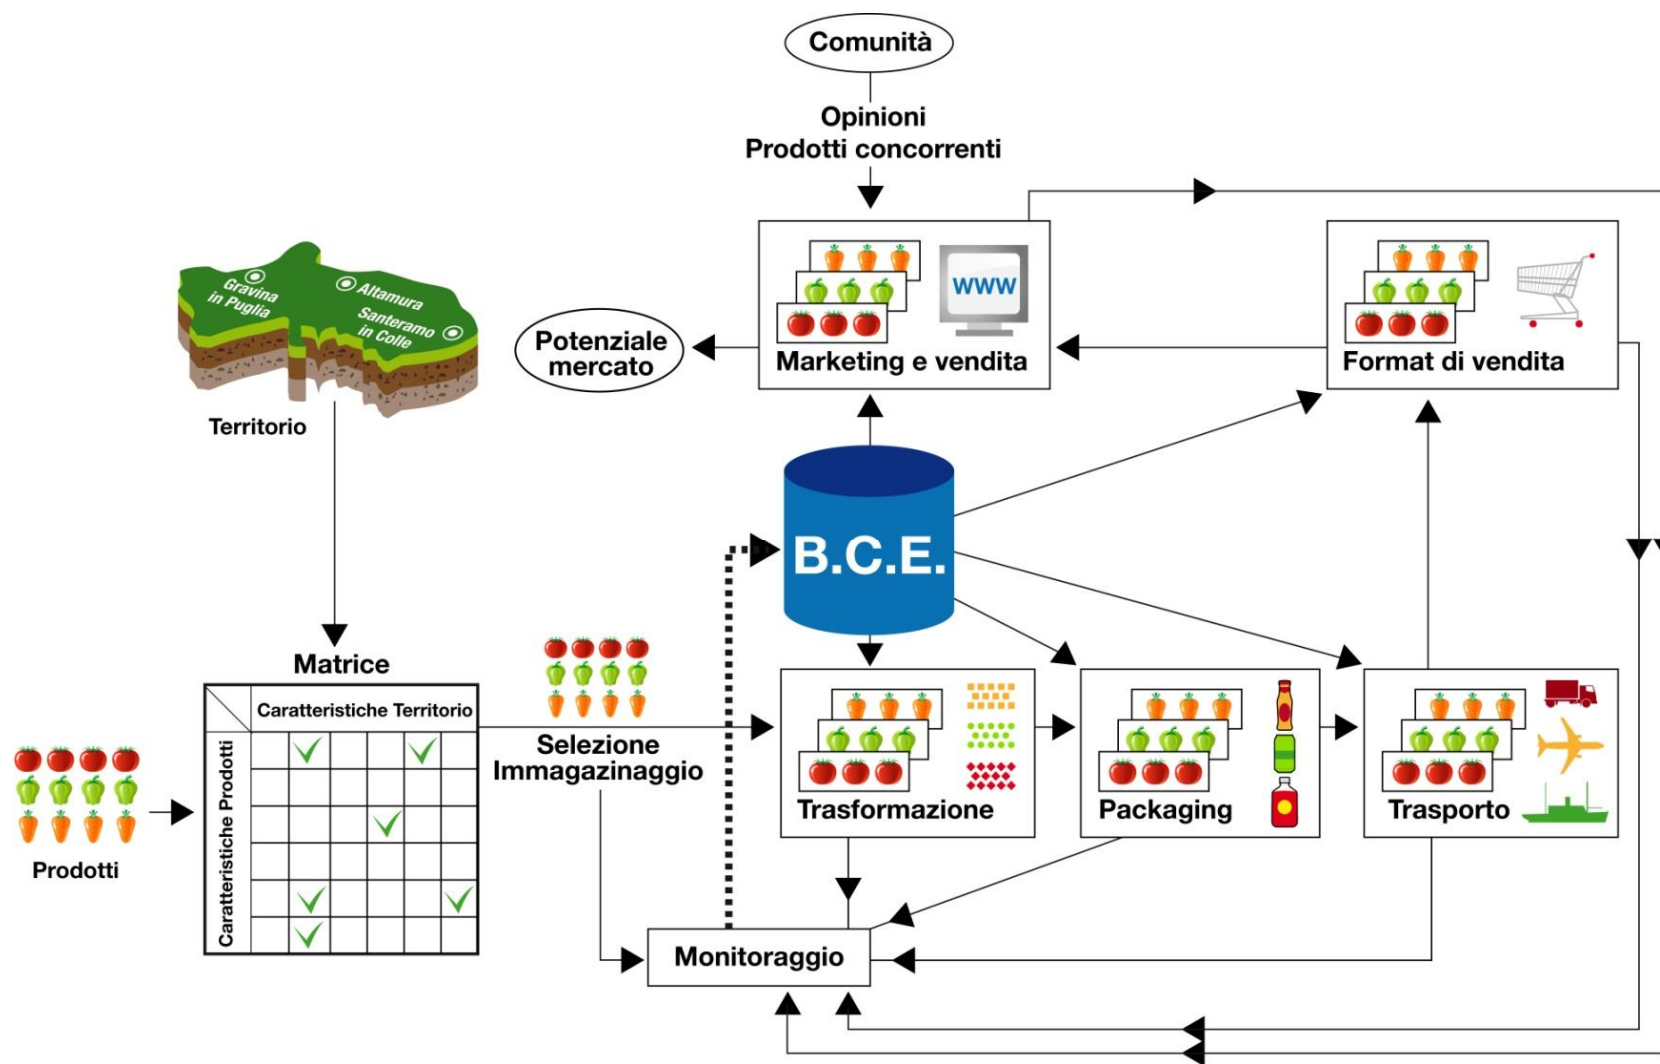 Comunità
Opinioni
Prodotti concorrenti
Gravina
in Puglia
Altamura
Santeramo
in Colle
Territorio
Potenziale
mercato
www
Marketing e vendita
Format di vendita
B.C.E.
Matrice
Caratteristiche Territorio
Caratteristiche Prodotti
Prodotti
Selezione
Immagazinaggio
Trasformazione
Packaging
Trasporto
Monitoraggio